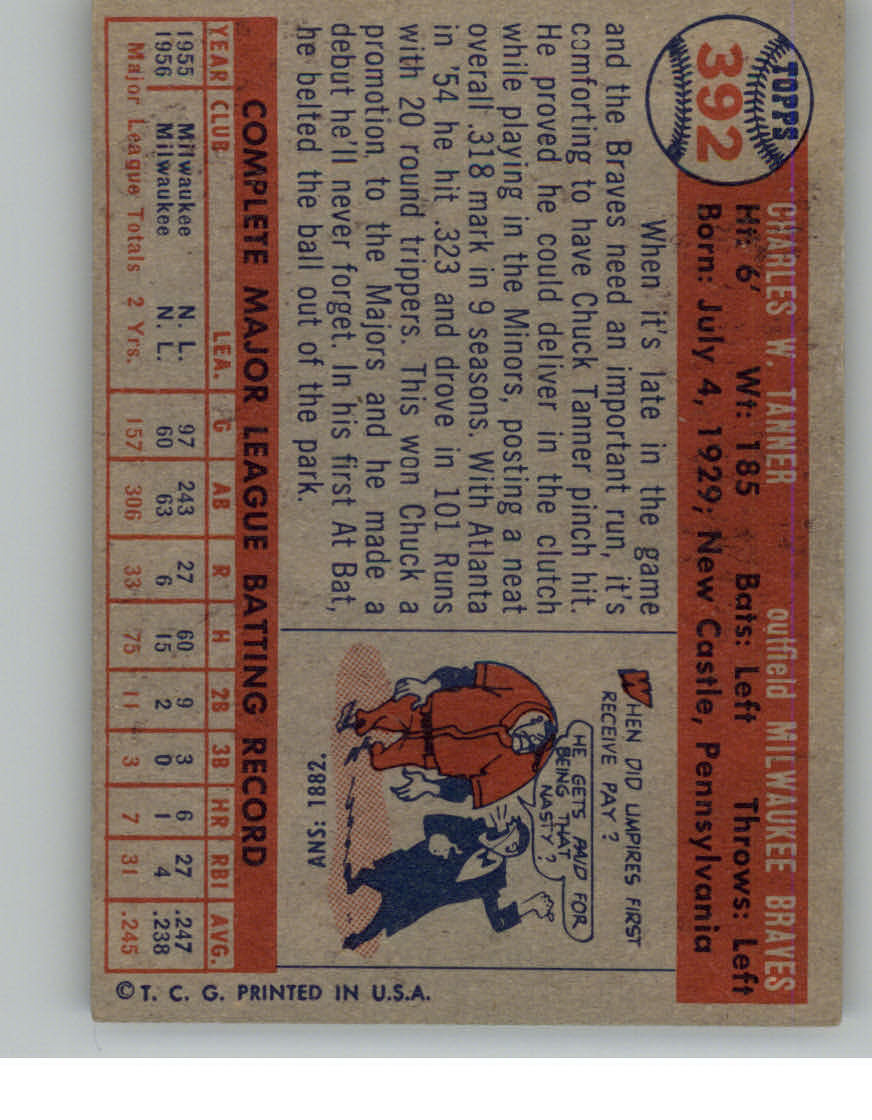 TOPPS
392
CHARLES W. TANNER outfield MILWAUKEE BRAVES
Ht: 6' Wt: 185 Bats: Left Throws: Left
Born: July 4, 1929; New Castle, Pennsylvania
When it's late in the game
and the Braves need an important run, it's
comforting to have Chuck Tanner pinch hit.
He proved he could deliver in the clutch
while playing in the Minors, posting a neat
overall .318 mark in 9 seasons. With Atlanta
in '54 he hit .323 and drove in 101 Runs
with 20 round trippers. This won Chuck a
promotion to the Majors and he made a
debut he'll never forget. In his first At Bat,
he belted the ball out of the park.
WHEN DID UMPIRES FIRST
RECEIVE PAY?
HE GETS PAID FOR
BEING THAT
NASTY?
ANS: 1882.
COMPLETE MAJOR LEAGUE BATTING RECORD
YEAR CLUB LEA. G AB R H 2B 3B HR RBI AVG.
1955 Milwaukee N. L. 97 243 27 60 9 3 6 27 .247
1956 Milwaukee N. L. 60 63 6 15 2 0 1 4 .238
Major League Totals 2 Yrs. 157 306 33 75 11 3 7 31 .245
© T. C. G. PRINTED IN U.S.A.